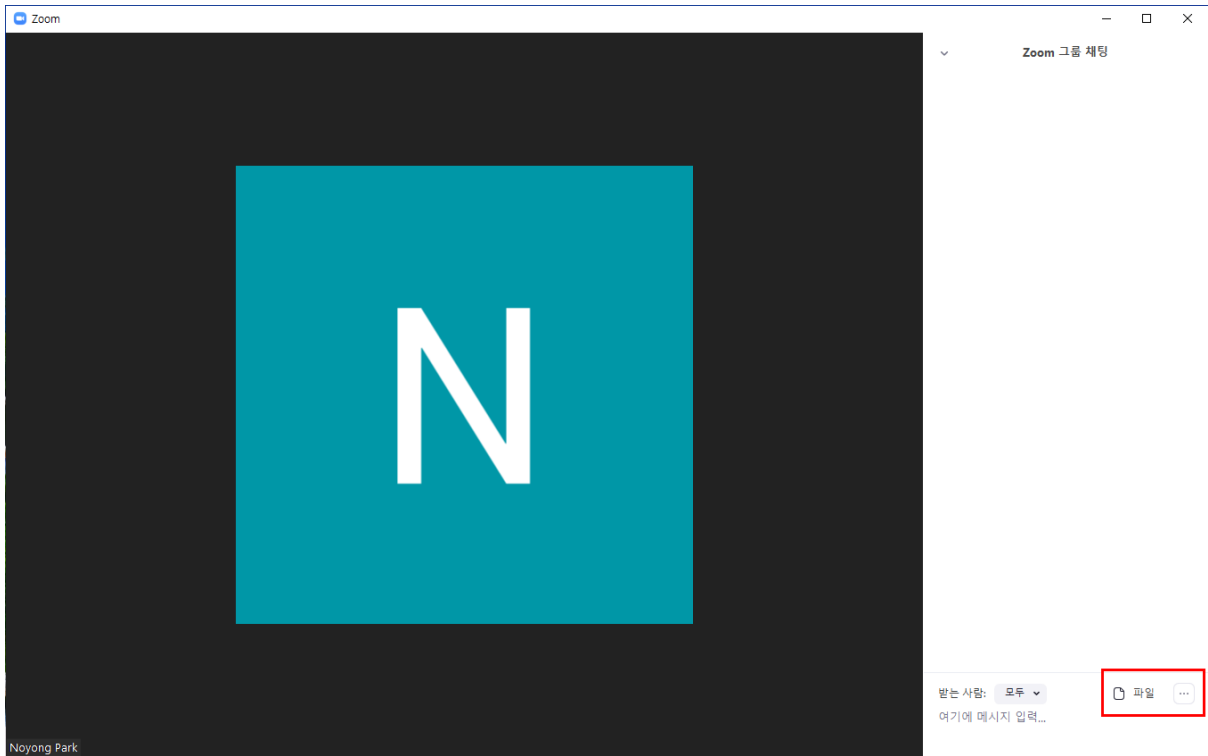 Zoom
Zoom 그룹 채팅
N
받는 사람: 모두
파일
...
여기에 메시지 입력...
Noyong Park